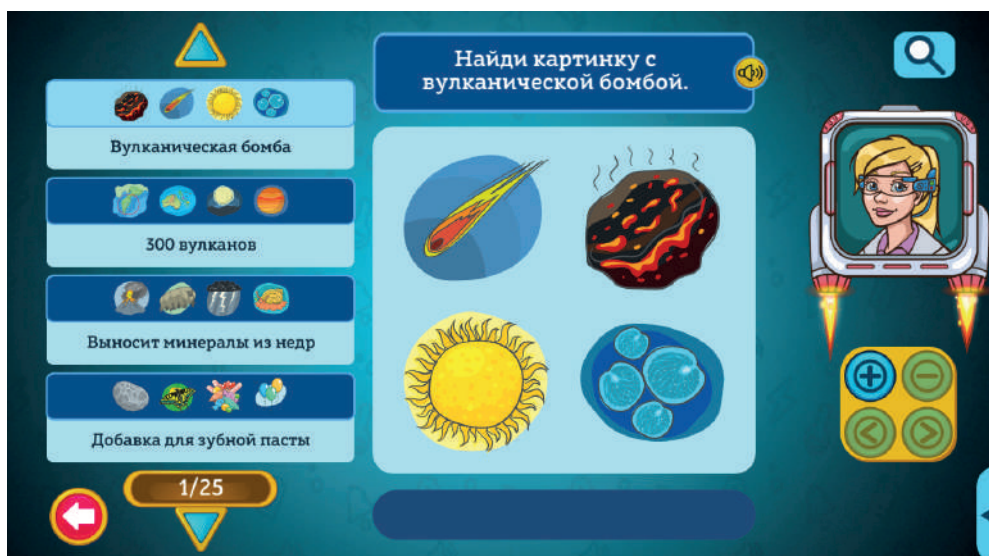 Найди картинку с
вулканической бомбой.
Вулканическая бомба
300 вулканов
Выносит минералы из недр
Добавка для зубной пасты
1/25